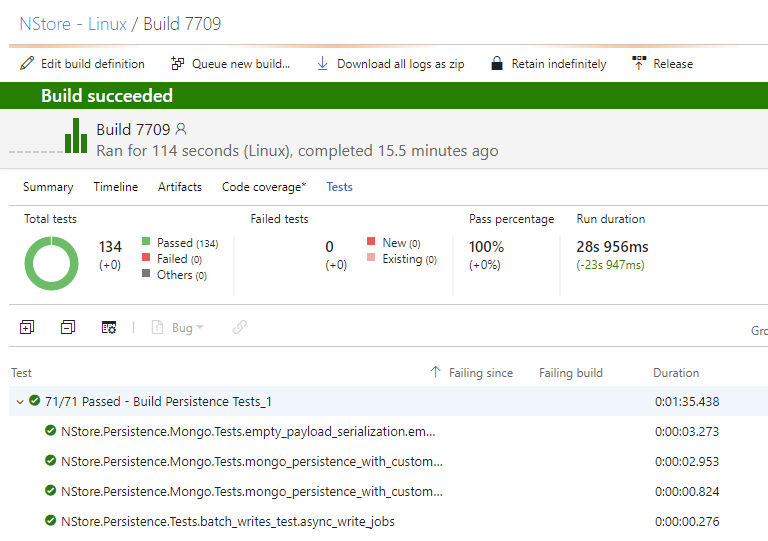 NStore - Linux / Build 7709
Edit build definition Queue new build... Download all logs as zip Retain indefinitely Release
Build succeeded
Build 7709
Ran for 114 seconds (Linux), completed 15.5 minutes ago
Summary Timeline Artifacts Code coverage* Tests
Total tests Failed tests Pass percentage Run duration
134 Passed (134) 0 New (0) 100% 28s 956ms
(+0) Failed (0) (+0) Existing (0) (+0%) (-23s 947ms)
Others (0)
Bug
Gro
Test Failing since Failing build Duration
71/71 Passed - Build Persistence Tests_1 0:01:35.438
NStore.Persistence.Mongo.Tests.empty_payload_serialization.em... 0:00:03.273
NStore.Persistence.Mongo.Tests.mongo_persistence_with_custom... 0:00:02.953
NStore.Persistence.Mongo.Tests.mongo_persistence_with_custom... 0:00:00.824
NStore.Persistence.Tests.batch_writes_test.async_write_jobs 0:00:00.276